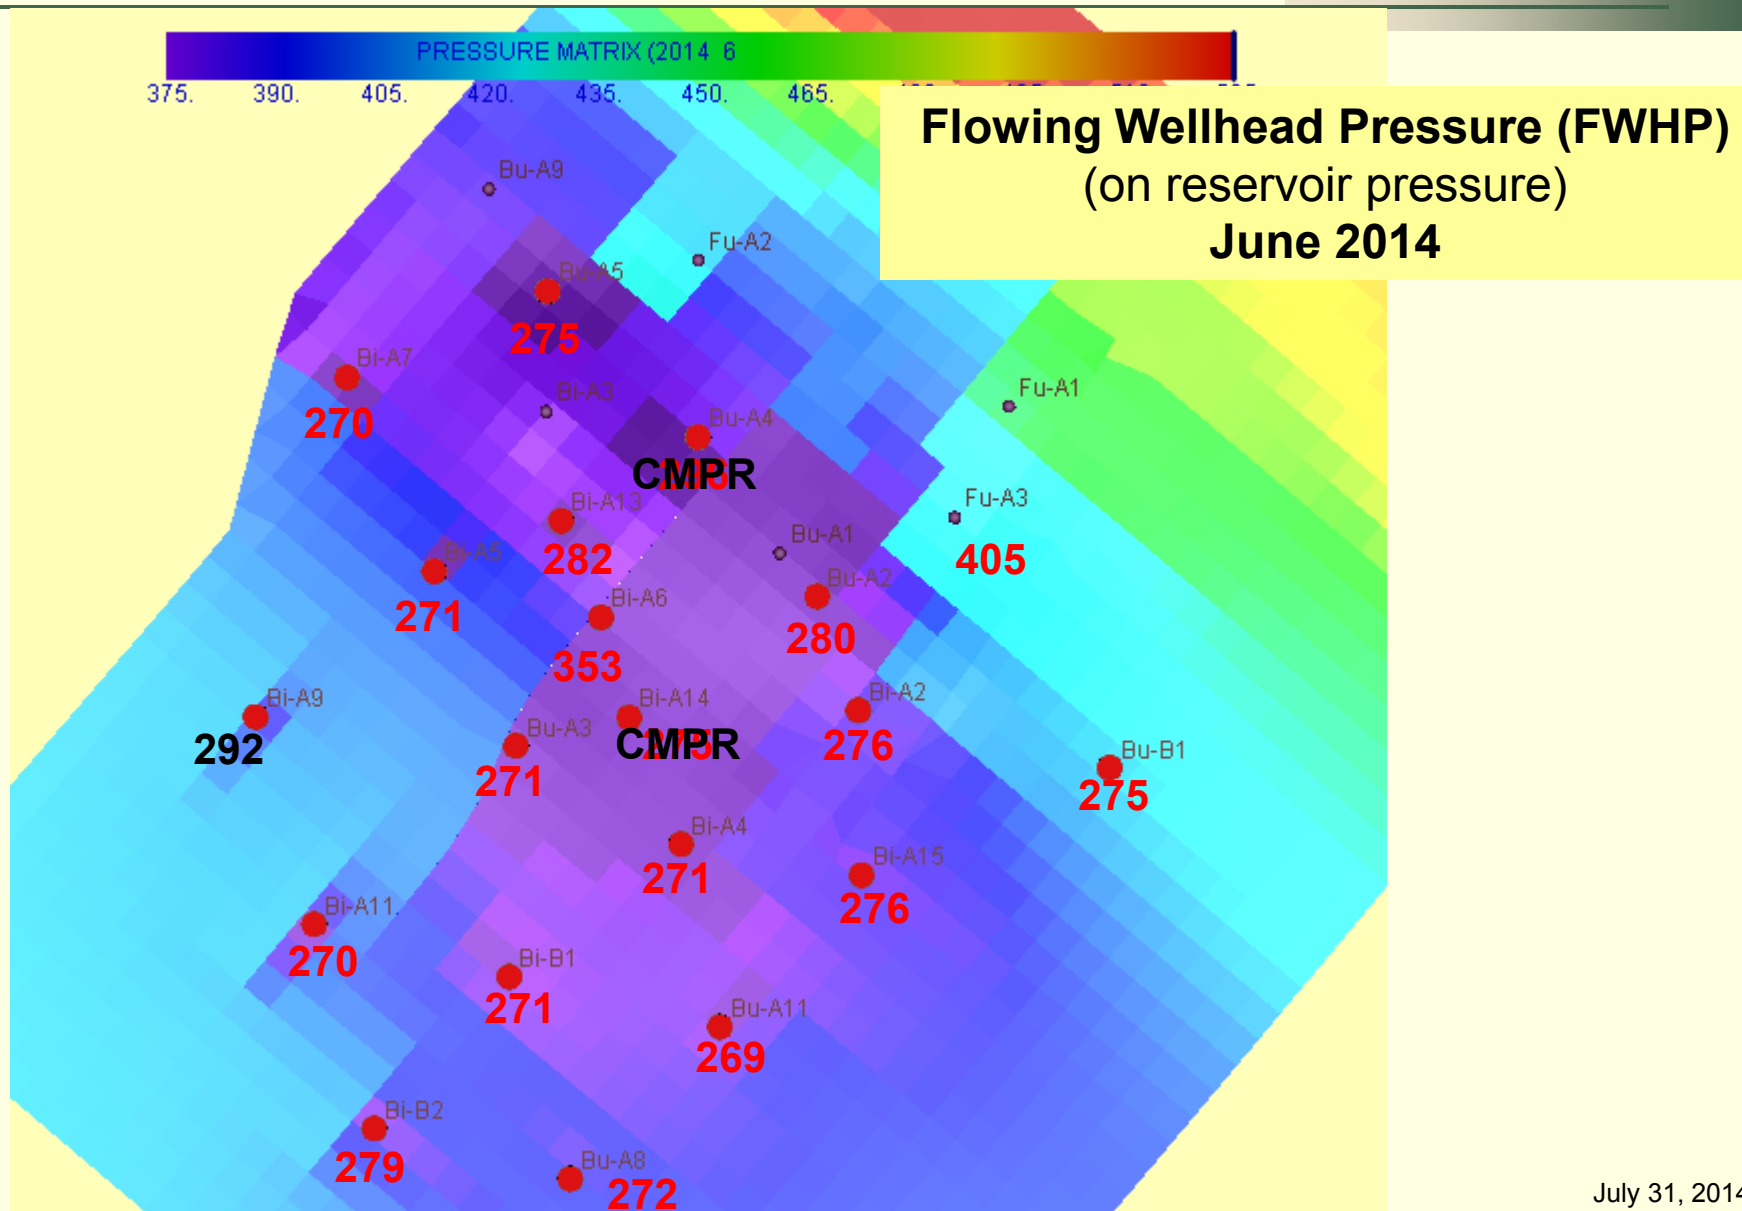 PRESSURE MATRIX (2014 6
375. 390. 405. 420. 435. 450. 465.
Flowing Wellhead Pressure (FWHP)
(on reservoir pressure)
June 2014
Bu-A9
Fu-A2
Bu-A5
275
Bi-A7
270
Bi-A3
Fu-A1
Bu-A4
CMPR
Bi-A13
282
Fu-A3
405
Bu-A1
Bi-A5
271
Bu-A2
280
Bi-A6
353
Bi-A9
292
Bi-A14
CMPR
Bi-A2
276
Bu-A3
271
Bu-B1
275
Bi-A4
271
Bi-A15
276
Bi-A11
270
Bi-B1
271
Bu-A11
269
Bi-B2
279
Bu-A8
272
July 31, 2014